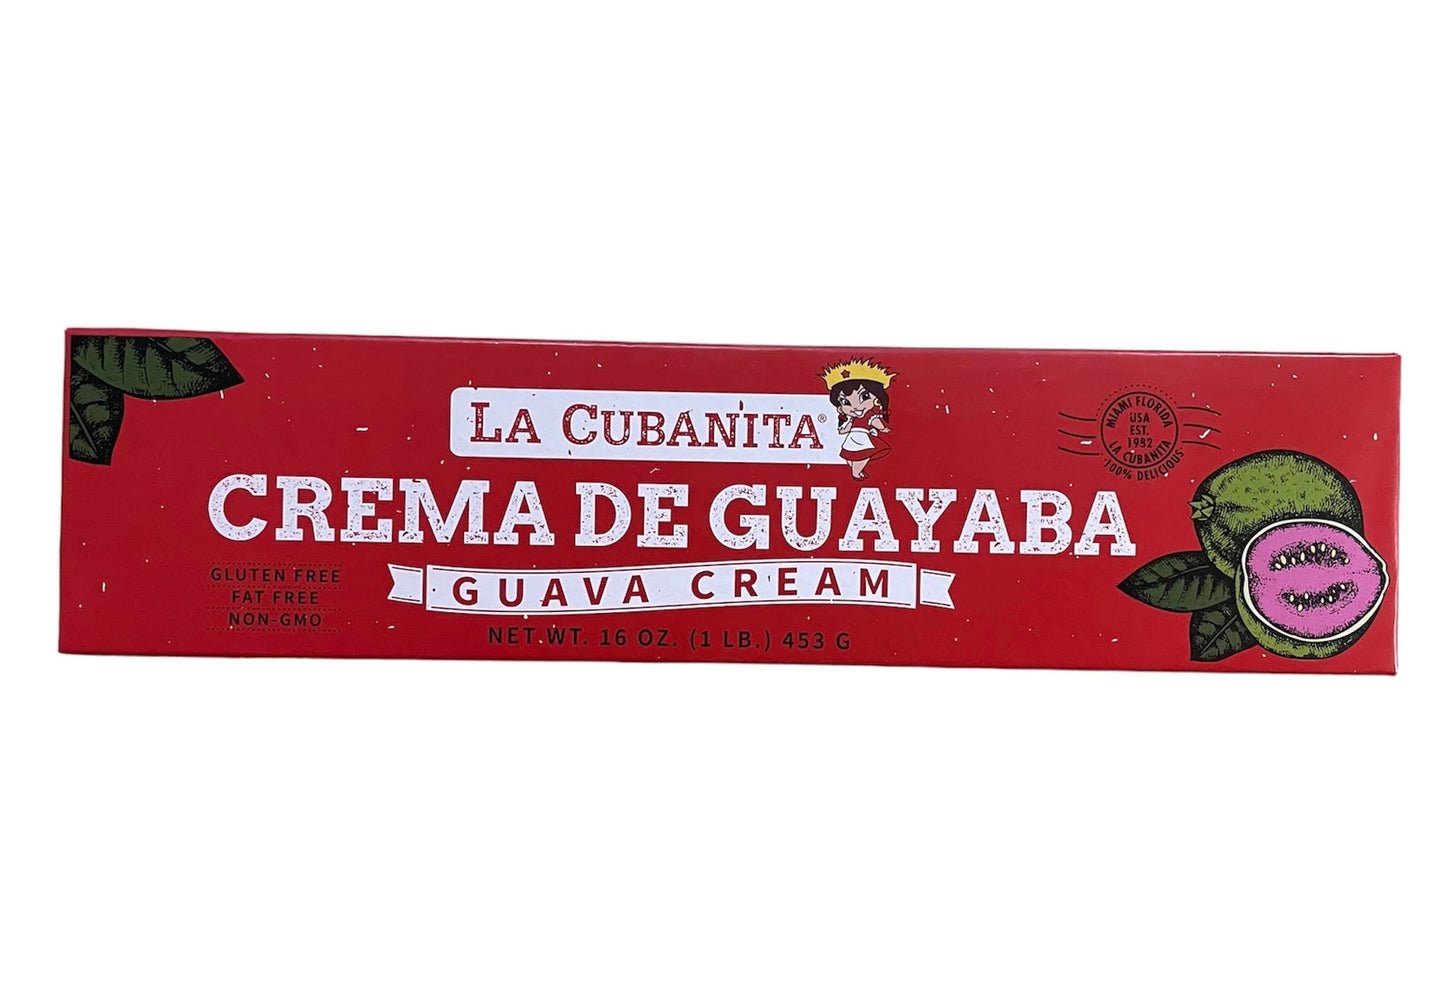 LA CUBANITA®
MIAMI FLORIDA
USA
EST.
1982
LA CUBANITA
·100% DELICIOUS·
CREMA DE GUAYABA
GUAVA CREAM
GLUTEN FREE
FAT FREE
NON-GMO
NET.WT. 16 OZ. (1 LB.) 453 G